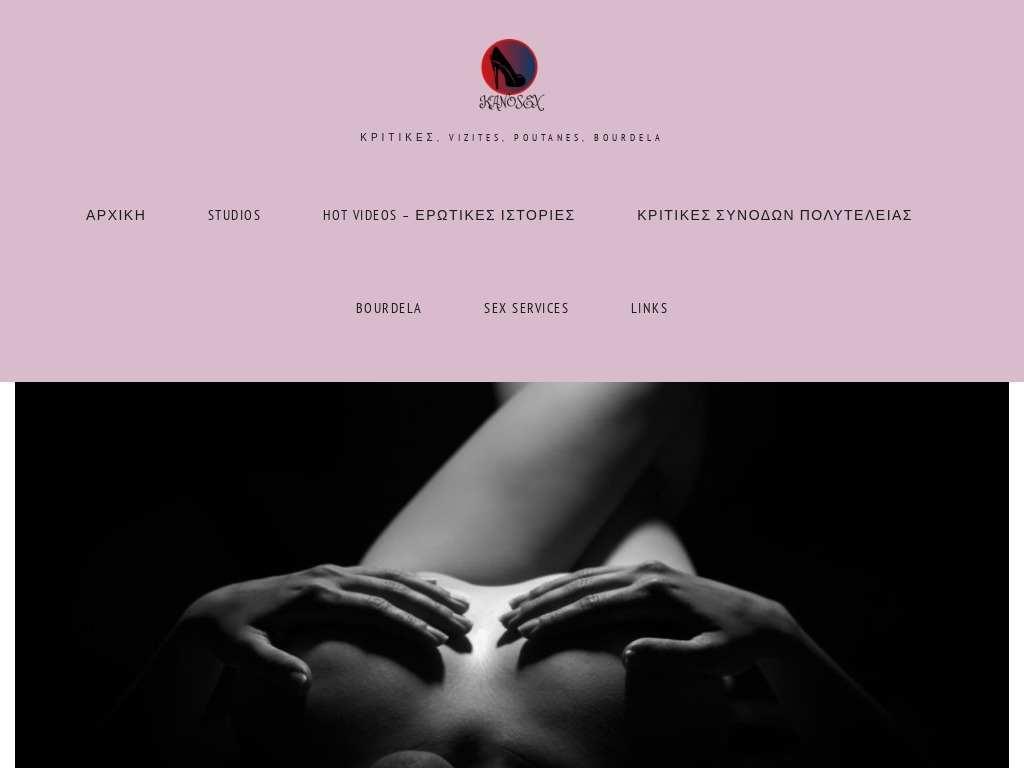 KANOSEX
ΚΡΙΤΙΚΕΣ, VIZITES, POUTANES, BOURDELA
ΑΡΧΙΚΗ STUDIOS HOT VIDEOS – ΕΡΩΤΙΚΕΣ ΙΣΤΟΡΙΕΣ ΚΡΙΤΙΚΕΣ ΣΥΝΟΔΩΝ ΠΟΛΥΤΕΛΕΙΑΣ
BOURDELA SEX SERVICES LINKS